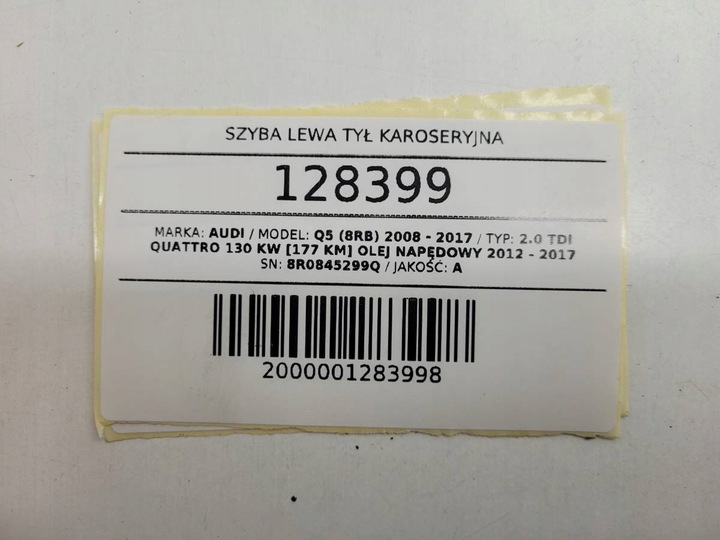 SZYBA LEWA TYŁ KAROSERYJNA
128399
MARKA: AUDI / MODEL: Q5 (8RB) 2008 - 2017 / TYP: 2.0 TDI
QUATTRO 130 KW [177 KM] OLEJ NAPĘDOWY 2012 - 2017
SN: 8R0845299Q / JAKOŚĆ: A
2000001283998